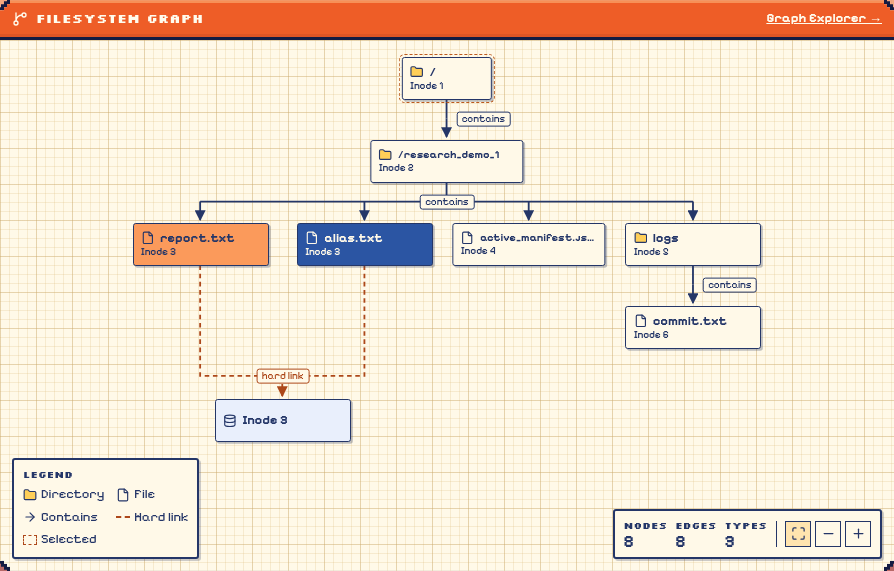 FILESYSTEM GRAPH
Graph Explorer →
/
Inode 1
contains
/research_demo_1
Inode 2
contains
report.txt
Inode 3
alias.txt
Inode 3
active_manifest.js…
Inode 4
logs
Inode 5
contains
commit.txt
Inode 6
hard link
Inode 3
LEGEND
Directory File
Contains Hard link
Selected
NODES EDGES TYPES
8 8 3